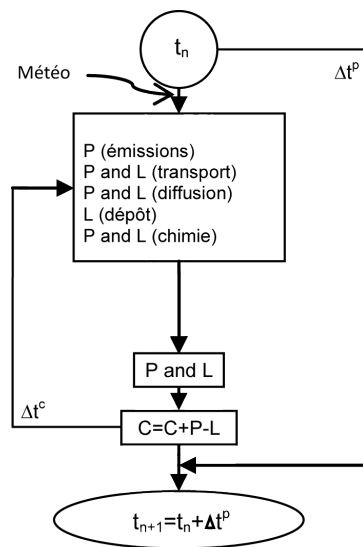 tₙ
Météo
Δtᵖ
P (émissions)
P and L (transport)
P and L (diffusion)
L (dépôt)
P and L (chimie)
P and L
Δtᶜ
C=C+P-L
tₙ₊₁=tₙ+Δtᵖ